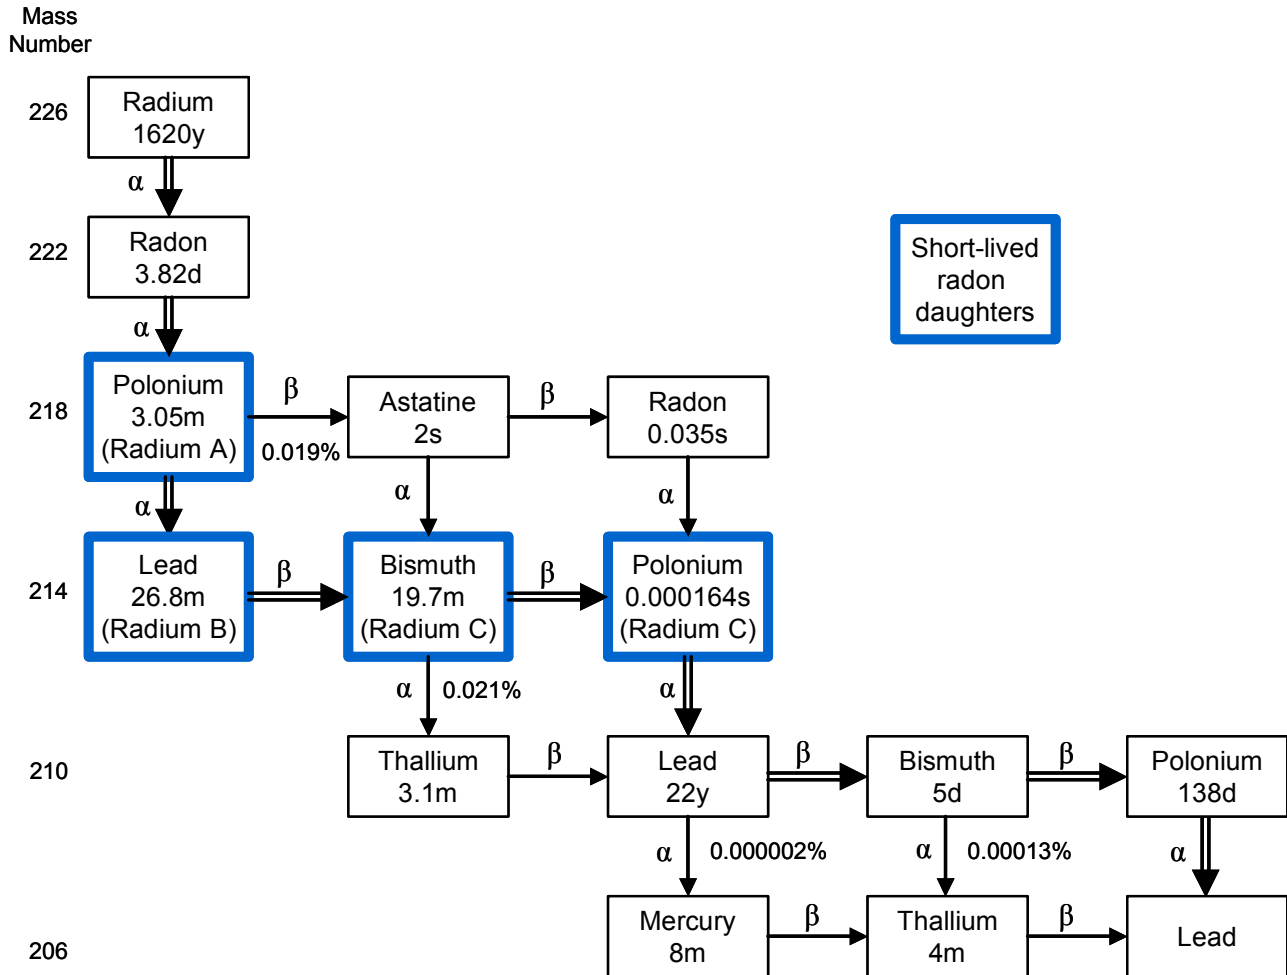 Mass
Number
226
Radium
1620y
α
222
Radon
3.82d
Short-lived
radon
daughters
α
218
Polonium
3.05m
(Radium A)
β
0.019%
Astatine
2s
β
Radon
0.035s
α
α
α
214
Lead
26.8m
(Radium B)
β
Bismuth
19.7m
(Radium C)
β
Polonium
0.000164s
(Radium C)
α
0.021%
α
210
Thallium
3.1m
β
Lead
22y
β
Bismuth
5d
β
Polonium
138d
α
0.000002%
α
0.00013%
α
206
Mercury
8m
β
Thallium
4m
β
Lead